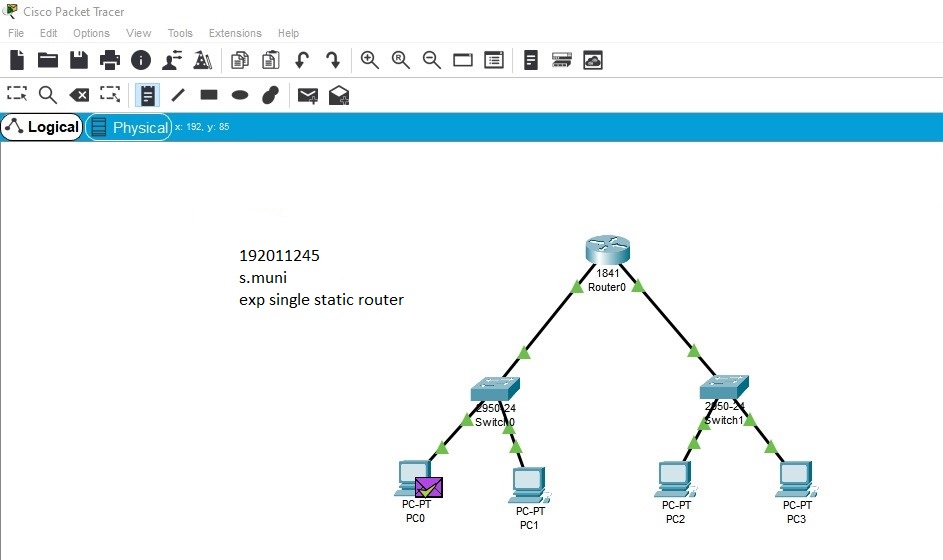 Cisco Packet Tracer
File Edit Options View Tools Extensions Help
Logical Physical x: 192, y: 85
192011245
s.muni
exp single static router
1841
Router0
2950-24
Switch0
2950-24
Switch1
PC-PT
PC0
PC-PT
PC1
PC-PT
PC2
PC-PT
PC3